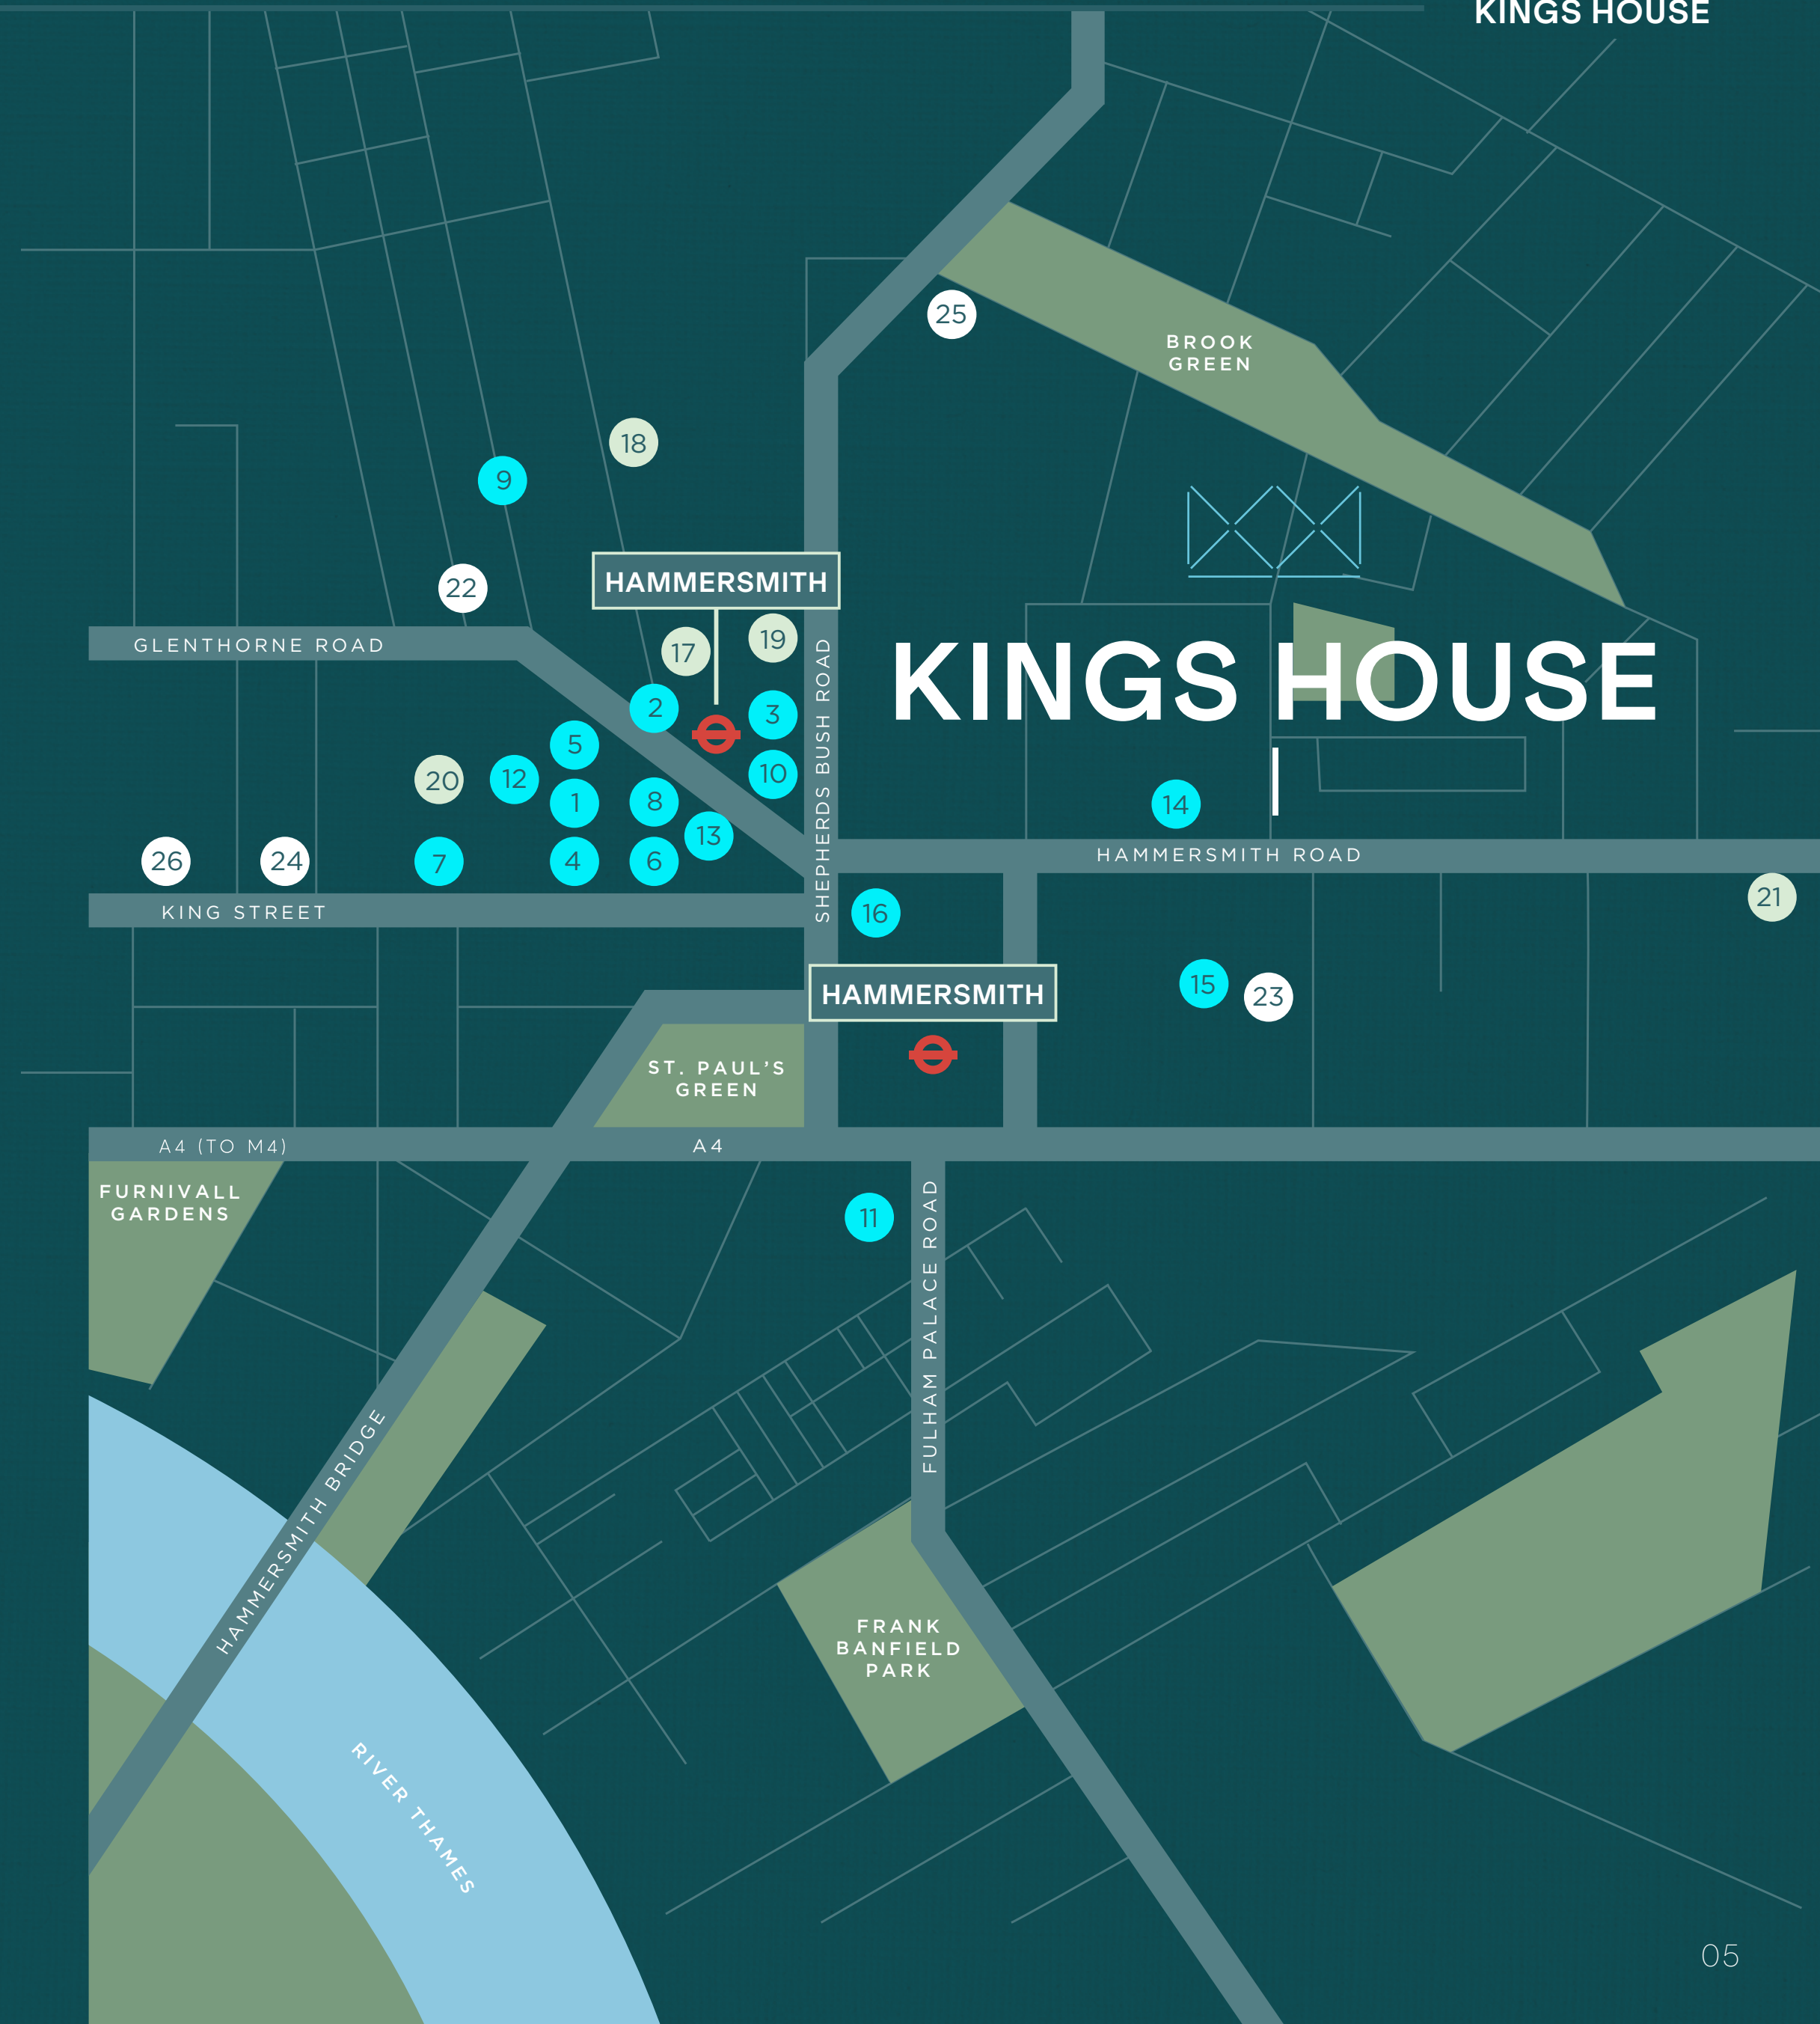 KINGS HOUSE
25
BROOK
GREEN
18
9
HAMMERSMITH
22
GLENTHORNE ROAD
17
19
SHEPHERDS BUSH ROAD
KINGS HOUSE
2
3
5
20
12
10
1
8
14
13
26
24
7
4
6
HAMMERSMITH ROAD
21
KING STREET
16
HAMMERSMITH
15
23
ST. PAUL'S
GREEN
A4 (TO M4)
A4
FURNIVALL
GARDENS
11
FULHAM PALACE ROAD
HAMMERSMITH BRIDGE
FRANK
BANFIELD
PARK
RIVER THAMES
05